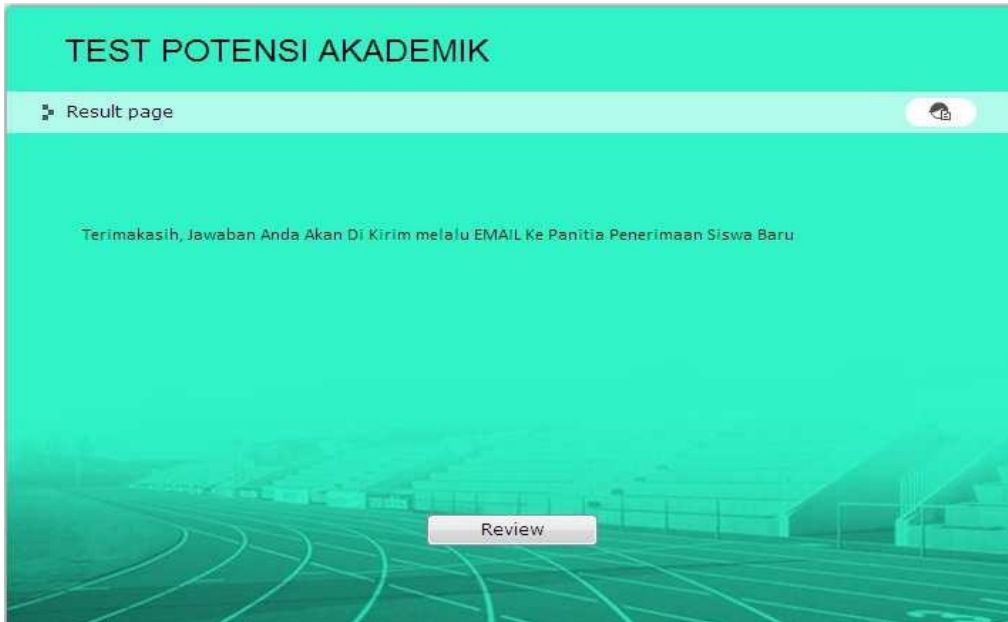 TEST POTENSI AKADEMIK
Result page
Terimakasih, Jawaban Anda Akan Di Kirim melalu EMAIL Ke Panitia Penerimaan Siswa Baru
Review